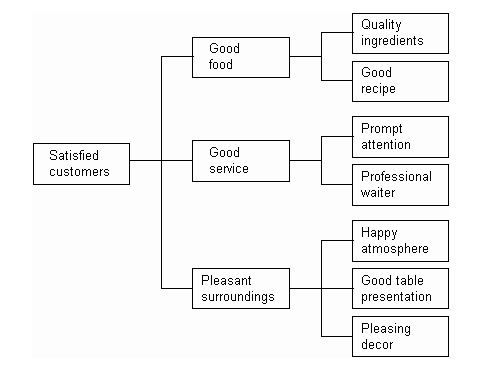 Quality
ingredients
Good
food
Good
recipe
Prompt
attention
Satisfied
customers
Good
service
Professional
waiter
Happy
atmosphere
Pleasant
surroundings
Good table
presentation
Pleasing
decor